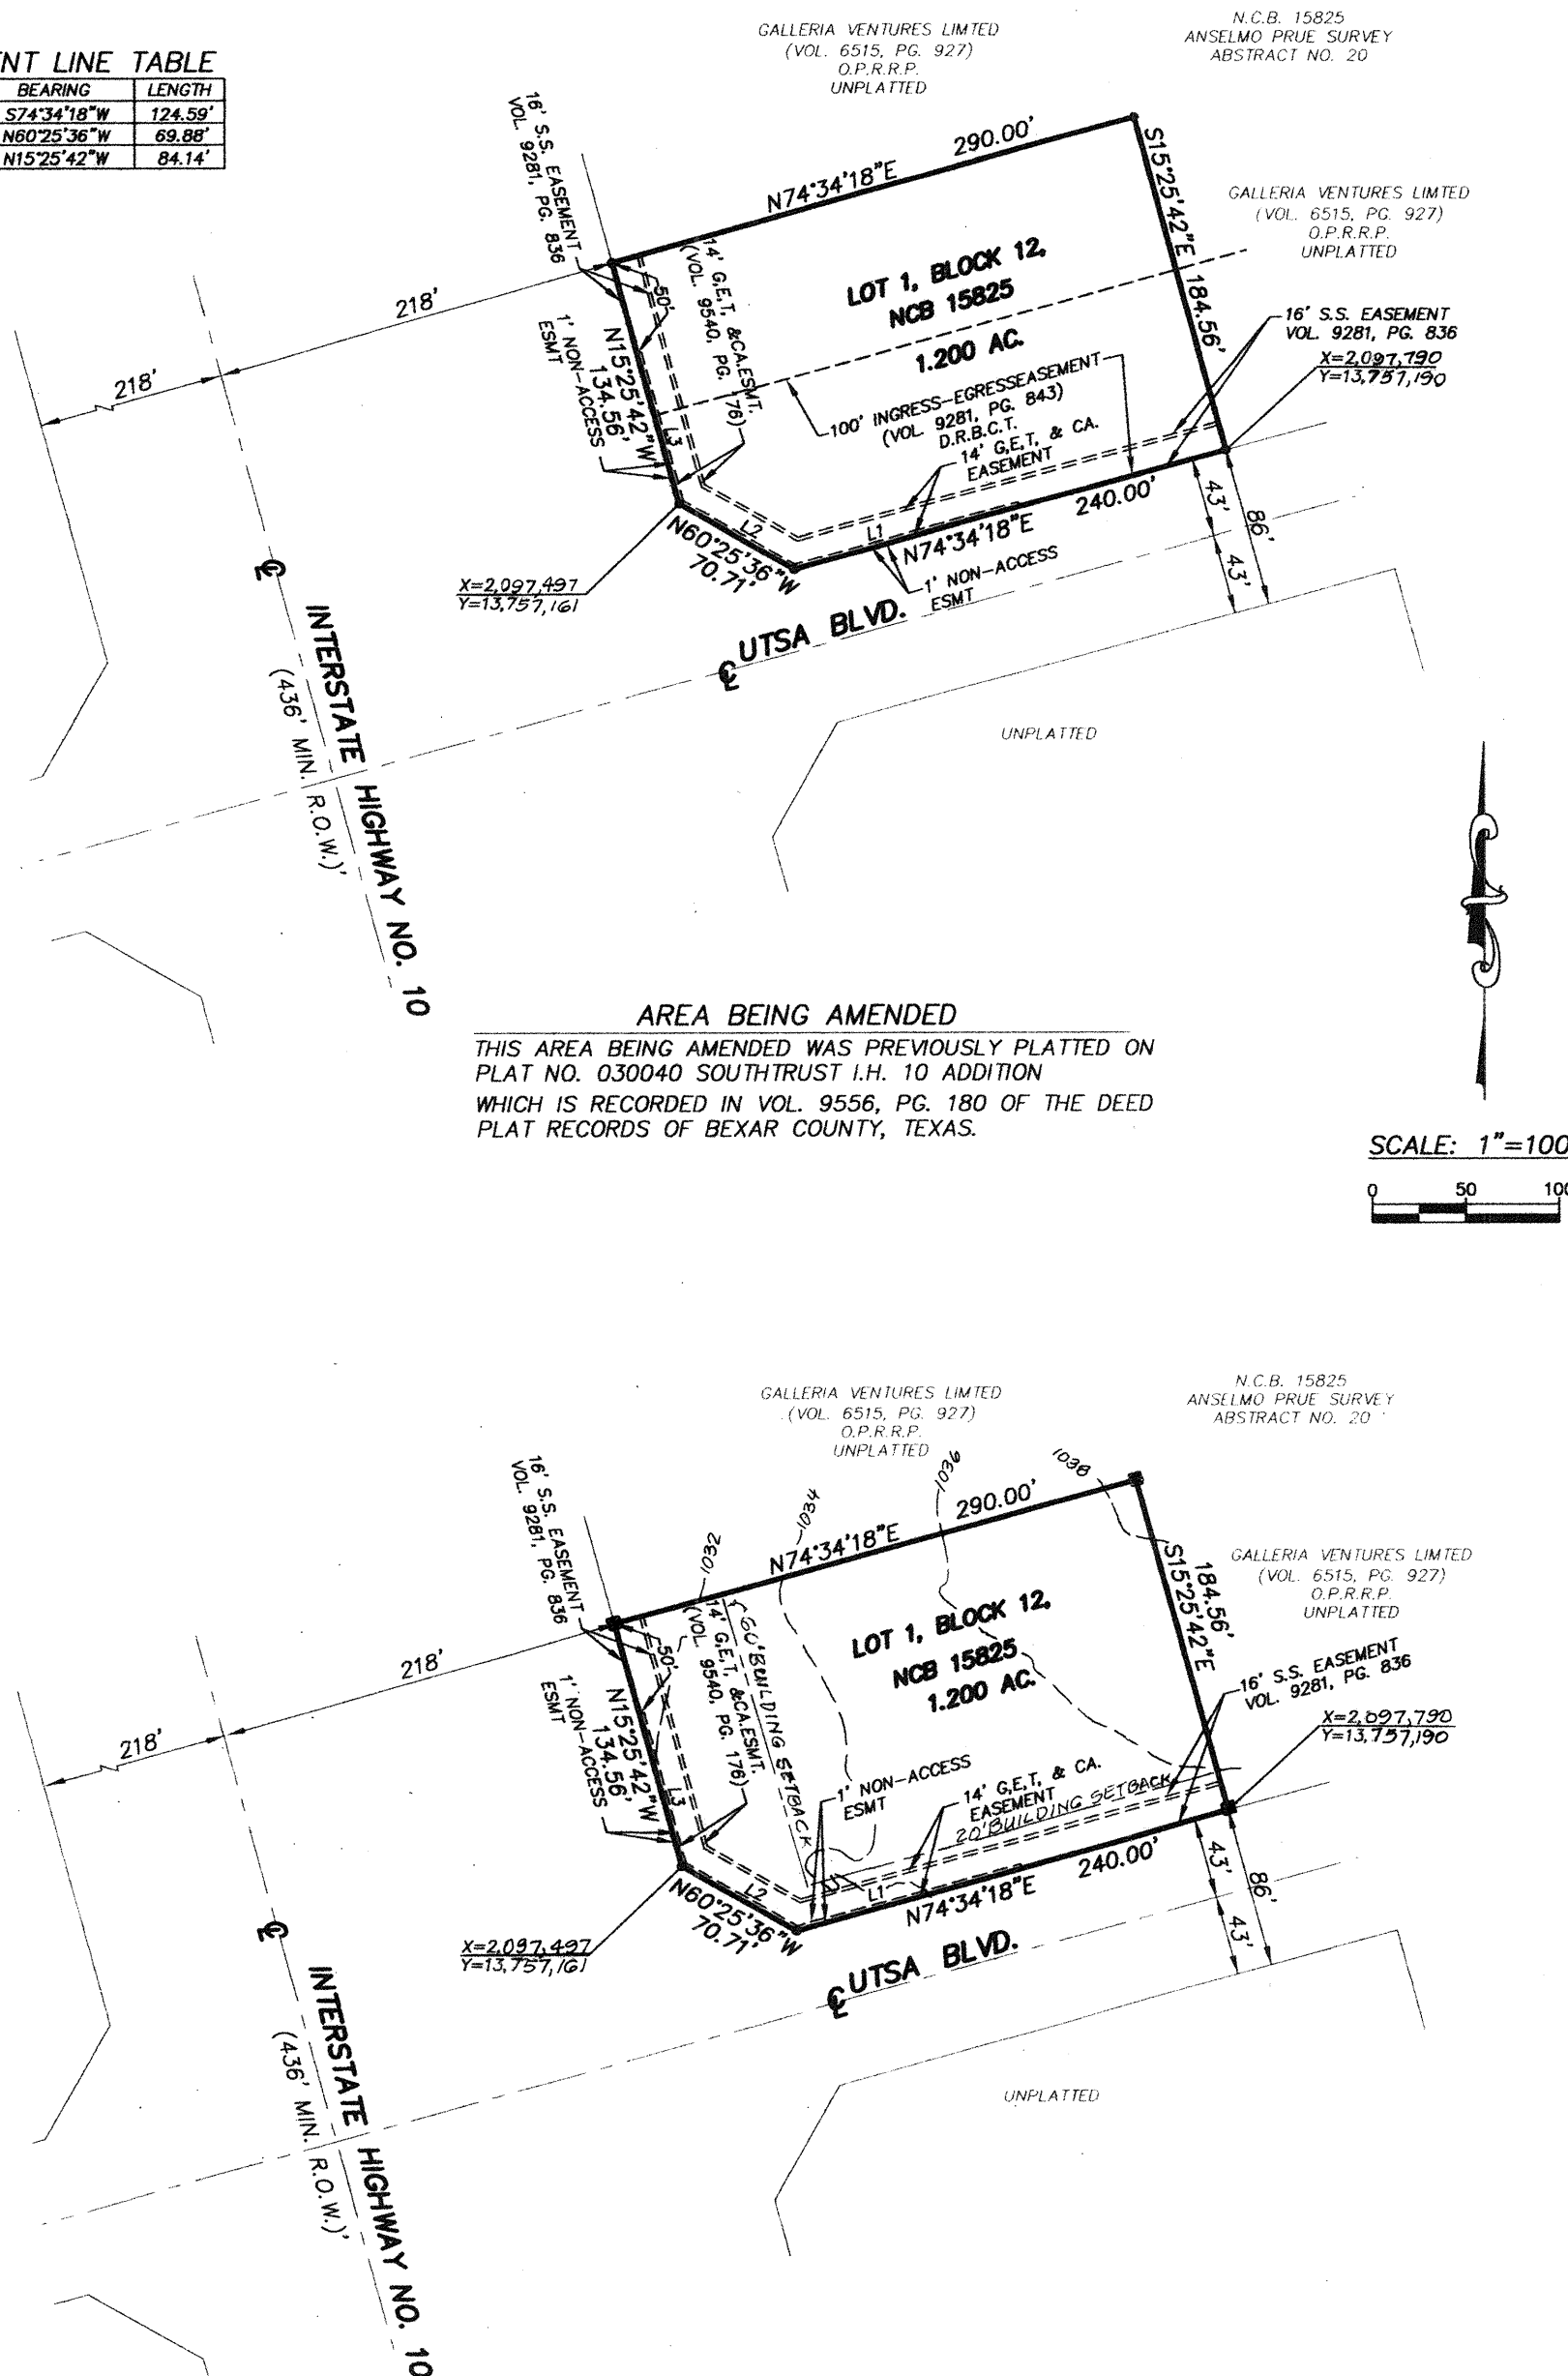 GALLERIA VENTURES LIMTED
(VOL. 6515, PG. 927)
O.P.R.R.P.
UNPLATTED
N.C.B. 15825
ANSELMO PRUE SURVEY
ABSTRACT NO. 20
NT LINE TABLE
BEARING LENGTH
S74°34'18"W 124.59'
N60°25'36"W 69.88'
N15°25'42"W 84.14'
16' S.S. EASEMENT
VOL. 9281, PG. 836
N74°34'18"E
290.00'
S15°25'42"E 184.56'
GALLERIA VENTURES LIMTED
(VOL. 6515, PG. 927)
O.P.R.R.P.
UNPLATTED
218'
218'
50'
14' G,E,T, &CA.ESMT.
(VOL. 9540, PG. 176)
LOT 1, BLOCK 12,
NCB 15825
1.200 AC.
16' S.S. EASEMENT
VOL. 9281, PG. 836
X=2,097,790
Y=13,757,190
N15°25'42"W
134.56'
1' NON-ACCESS
ESMT
L3
100' INGRESS-EGRESSEASEMENT
(VOL. 9281, PG. 843)
D.R.B.C.T.
14' G,E,T, & CA.
EASEMENT
L2
L1
N60°25'36"W
70.71'
N74°34'18"E
240.00'
1' NON-ACCESS
ESMT
43'
86'
43'
X=2,097,497
Y=13,757,161
UTSA BLVD.
INTERSTATE HIGHWAY NO. 10
(436' MIN. R.O.W.)'
UNPLATTED
AREA BEING AMENDED
THIS AREA BEING AMENDED WAS PREVIOUSLY PLATTED ON
PLAT NO. 030040 SOUTHTRUST I.H. 10 ADDITION
WHICH IS RECORDED IN VOL. 9556, PG. 180 OF THE DEED
PLAT RECORDS OF BEXAR COUNTY, TEXAS.
SCALE: 1"=100
0 50 100
GALLERIA VENTURES LIMTED
(VOL. 6515, PG. 927)
O.P.R.R.P.
UNPLATTED
N.C.B. 15825
ANSELMO PRUE SURVEY
ABSTRACT NO. 20
16' S.S. EASEMENT
VOL. 9281, PG. 836
1032
1034
1036
1038
N74°34'18"E
290.00'
184.56'
S15°25'42"E
GALLERIA VENTURES LIMTED
(VOL. 6515, PG. 927)
O.P.R.R.P.
UNPLATTED
218'
218'
50'
14' G,E,T, &CA.ESMT.
(VOL. 9540, PG. 176)
60' BUILDING SETBACK
LOT 1, BLOCK 12,
NCB 15825
1.200 AC.
16' S.S. EASEMENT
VOL. 9281, PG. 836
X=2,097,790
Y=13,757,190
N15°25'42"W
134.56'
1' NON-ACCESS
ESMT
L3
1' NON-ACCESS
ESMT
14' G,E,T, & CA.
EASEMENT
20' BUILDING SETBACK
L2
L1
N60°25'36"W
70.71'
N74°34'18"E
240.00'
43'
86'
43'
X=2,097,497
Y=13,757,161
UTSA BLVD.
INTERSTATE HIGHWAY NO. 10
(436' MIN. R.O.W.)'
UNPLATTED